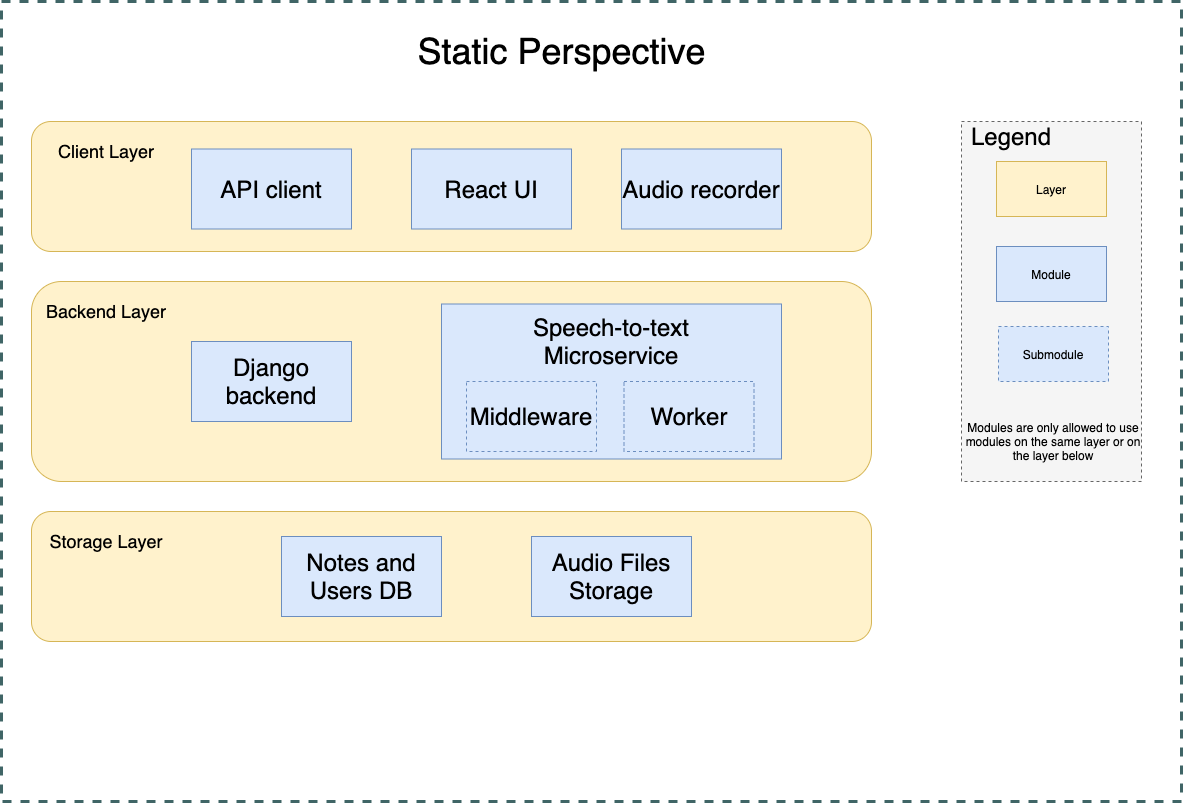 Static Perspective
Client Layer
API client
React UI
Audio recorder
Backend Layer
Django
backend
Speech-to-text
Microservice
Middleware
Worker
Storage Layer
Notes and
Users DB
Audio Files
Storage
Legend
Layer
Module
Submodule
Modules are only allowed to use
modules on the same layer or on
the layer below